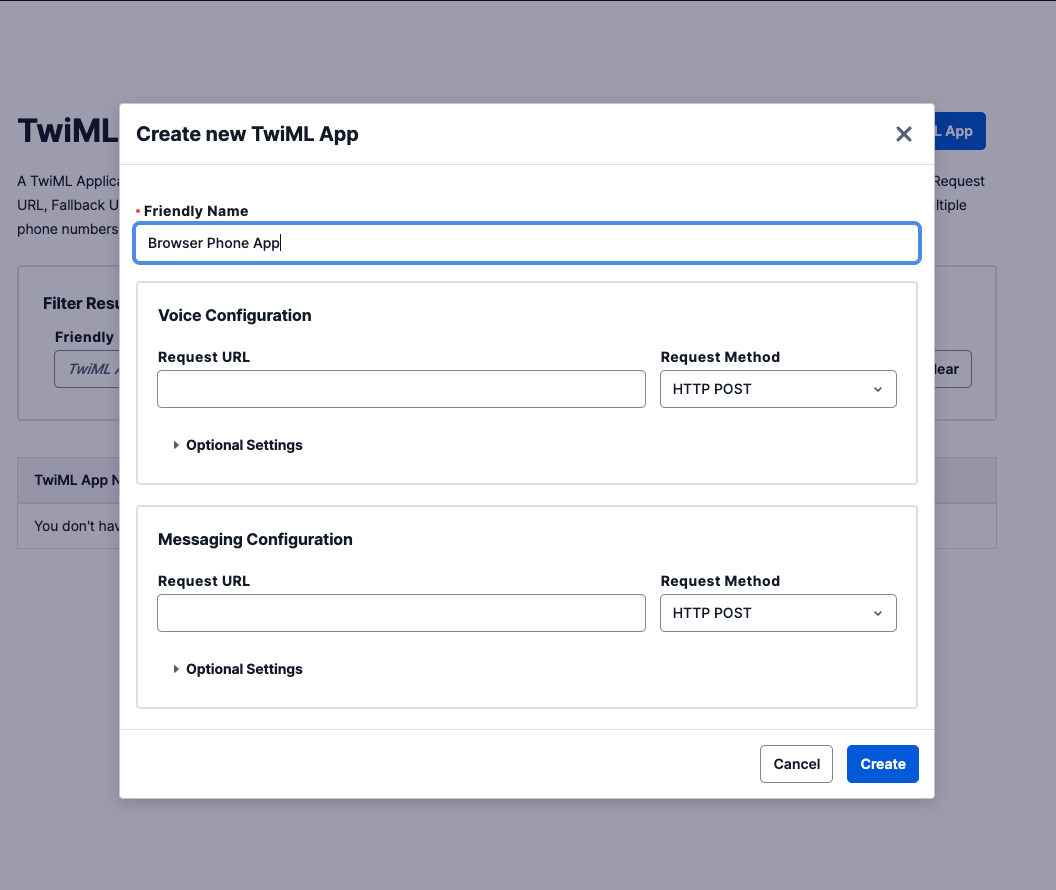 TwiML
Create new TwiML App
L App
A TwiML Applica
Request
URL, Fallback U
ltiple
phone numbers
• Friendly Name
Browser Phone App
Filter Resu
Friendly
TwiML A
lear
Voice Configuration
Request URL
Request Method
HTTP POST
Optional Settings
TwiML App N
You don't hav
Messaging Configuration
Request URL
Request Method
HTTP POST
Optional Settings
Cancel
Create